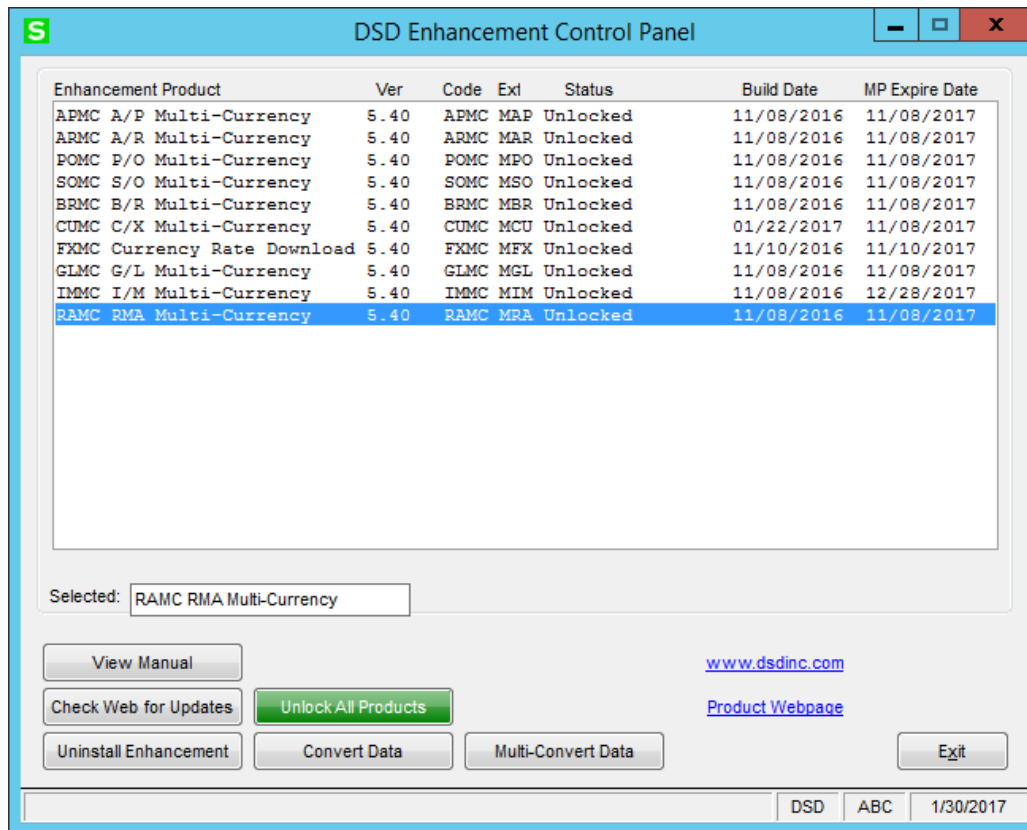 S DSD Enhancement Control Panel x
Enhancement Product Ver Code Ext Status Build Date MP Expire Date
APMC A/P Multi-Currency 5.40 APMC MAP Unlocked 11/08/2016 11/08/2017
ARMC A/R Multi-Currency 5.40 ARMC MAR Unlocked 11/08/2016 11/08/2017
POMC P/O Multi-Currency 5.40 POMC MPO Unlocked 11/08/2016 11/08/2017
SOMC S/O Multi-Currency 5.40 SOMC MSO Unlocked 11/08/2016 11/08/2017
BRMC B/R Multi-Currency 5.40 BRMC MBR Unlocked 11/08/2016 11/08/2017
CUMC C/X Multi-Currency 5.40 CUMC MCU Unlocked 01/22/2017 11/08/2017
FXMC Currency Rate Download 5.40 FXMC MFX Unlocked 11/10/2016 11/10/2017
GLMC G/L Multi-Currency 5.40 GLMC MGL Unlocked 11/08/2016 11/08/2017
IMMC I/M Multi-Currency 5.40 IMMC MIM Unlocked 11/08/2016 12/28/2017
RAMC RMA Multi-Currency 5.40 RAMC MRA Unlocked 11/08/2016 11/08/2017
Selected: RAMC RMA Multi-Currency
View Manual www.dsdinc.com
Check Web for Updates Unlock All Products Product Webpage
Uninstall Enhancement Convert Data Multi-Convert Data Exit
DSD ABC 1/30/2017